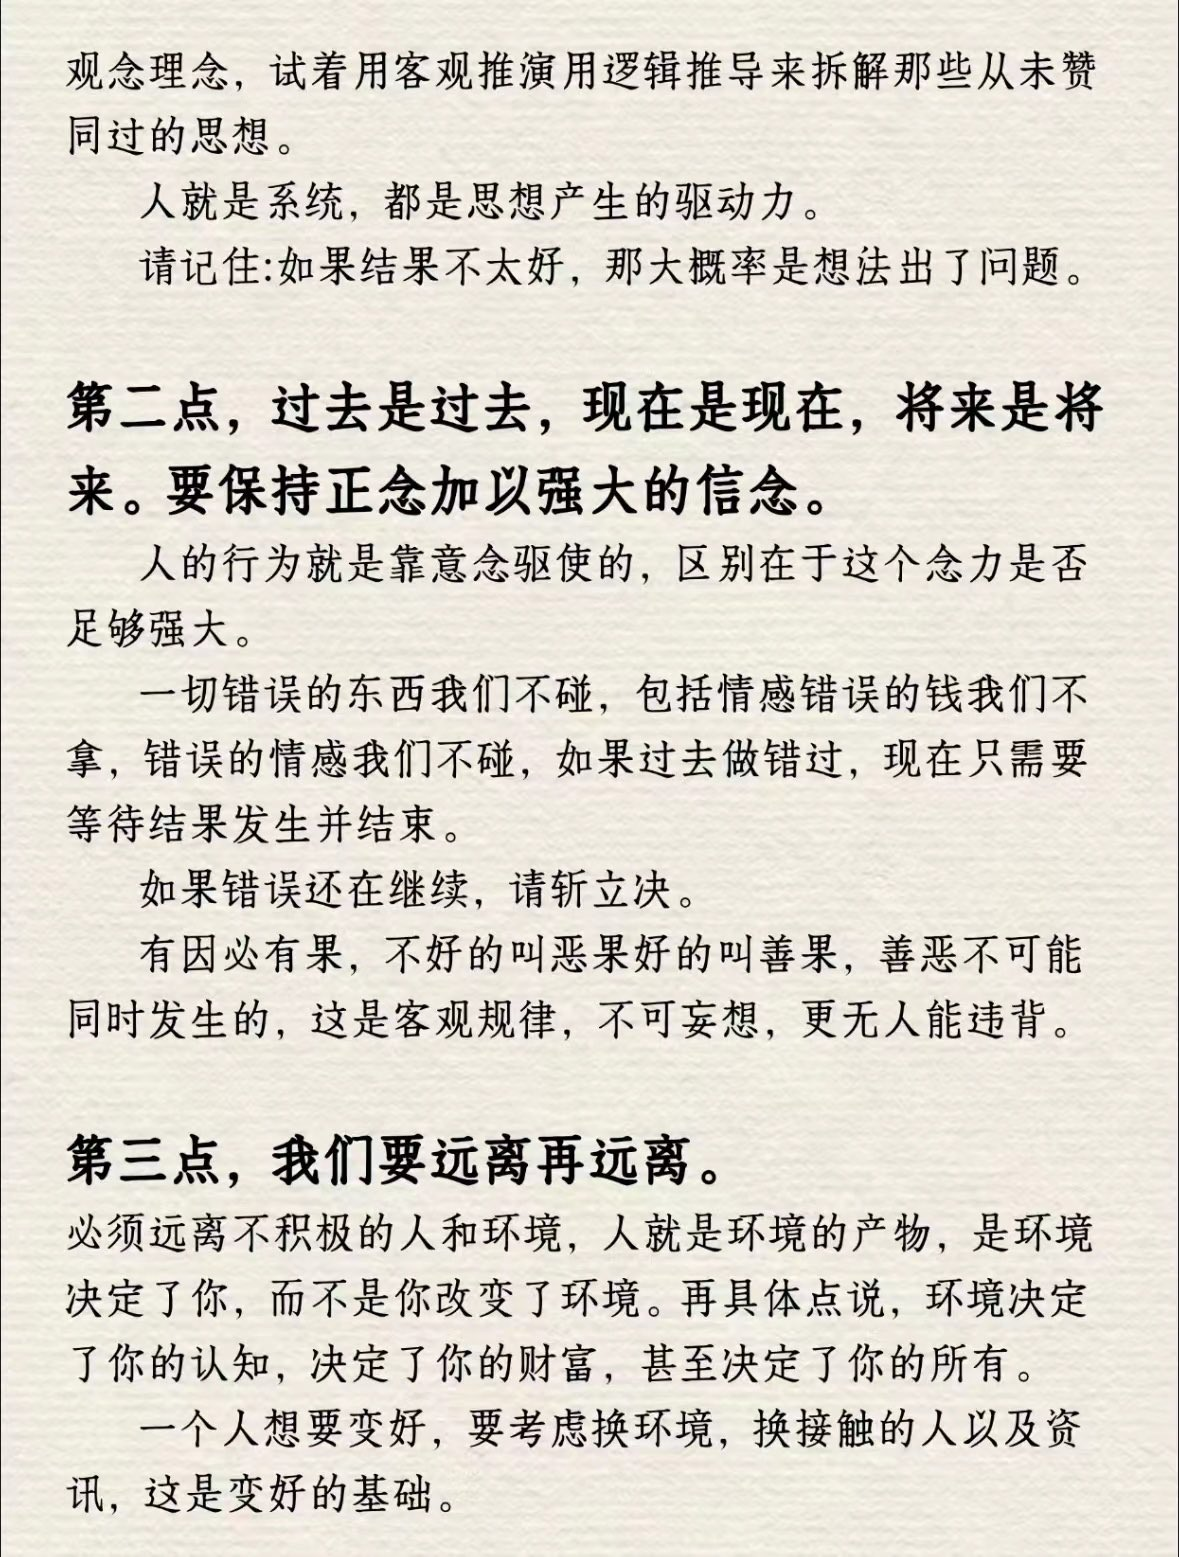 观念理念，试着用客观推演用逻辑推导来拆解那些从未赞
同过的思想。
人就是系统，都是思想产生的驱动力。
请记住:如果结果不太好，那大概率是想法出了问题。
第二点，过去是过去，现在是现在，将来是将
来。要保持正念加以强大的信念。
人的行为就是靠意念驱使的，区别在于这个念力是否
足够强大。
一切错误的东西我们不碰，包括情感错误的钱我们不
拿，错误的情感我们不碰，如果过去做错过，现在只需要
等待结果发生并结束。
如果错误还在继续，请斩立决。
有因必有果，不好的叫恶果好的叫善果，善恶不可能
同时发生的，这是客观规律，不可妄想，更无人能违背。
第三点，我们要远离再远离。
必须远离不积极的人和环境，人就是环境的产物，是环境
决定了你，而不是你改变了环境。再具体点说，环境决定
了你的认知，决定了你的财富，甚至决定了你的所有。
一个人想要变好，要考虑换环境，换接触的人以及资
讯，这是变好的基础。